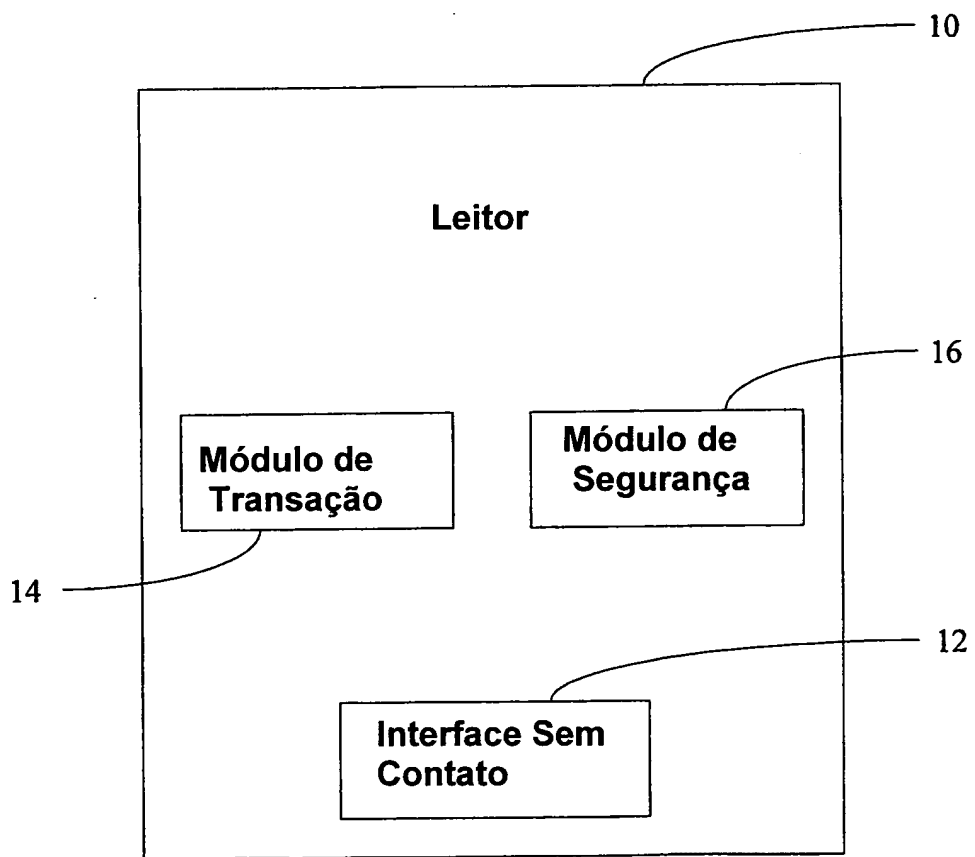 10
Leitor
16
Módulo de
Transação
Módulo de
Segurança
14
12
Interface Sem
Contato